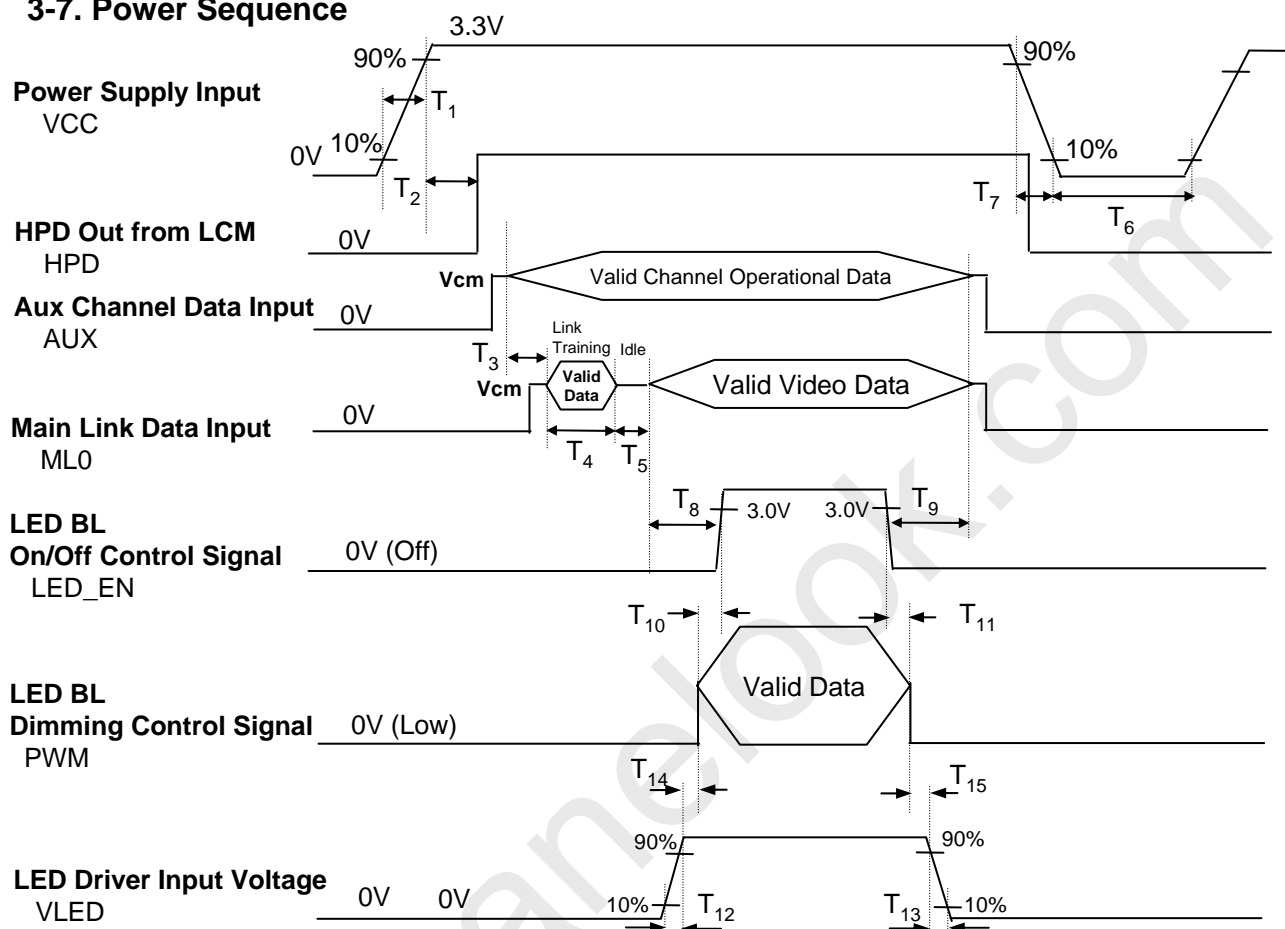 3-7. Power Sequence
3.3V
90%
90%
Power Supply Input
VCC
T1
0V
10%
10%
T2
T7
T6
HPD Out from LCM
HPD
0V
Vcm
Valid Channel Operational Data
Aux Channel Data Input
AUX
0V
Link
Training
Idle
T3
Vcm
Valid
Data
Valid Video Data
Main Link Data Input
ML0
0V
T4
T5
LED BL
On/Off Control Signal
LED_EN
0V (Off)
T8
3.0V
3.0V
T9
T10
T11
LED BL
Dimming Control Signal
PWM
0V (Low)
Valid Data
T14
T15
90%
90%
LED Driver Input Voltage
VLED
0V
0V
10%
T12
T13
10%
anelook.com